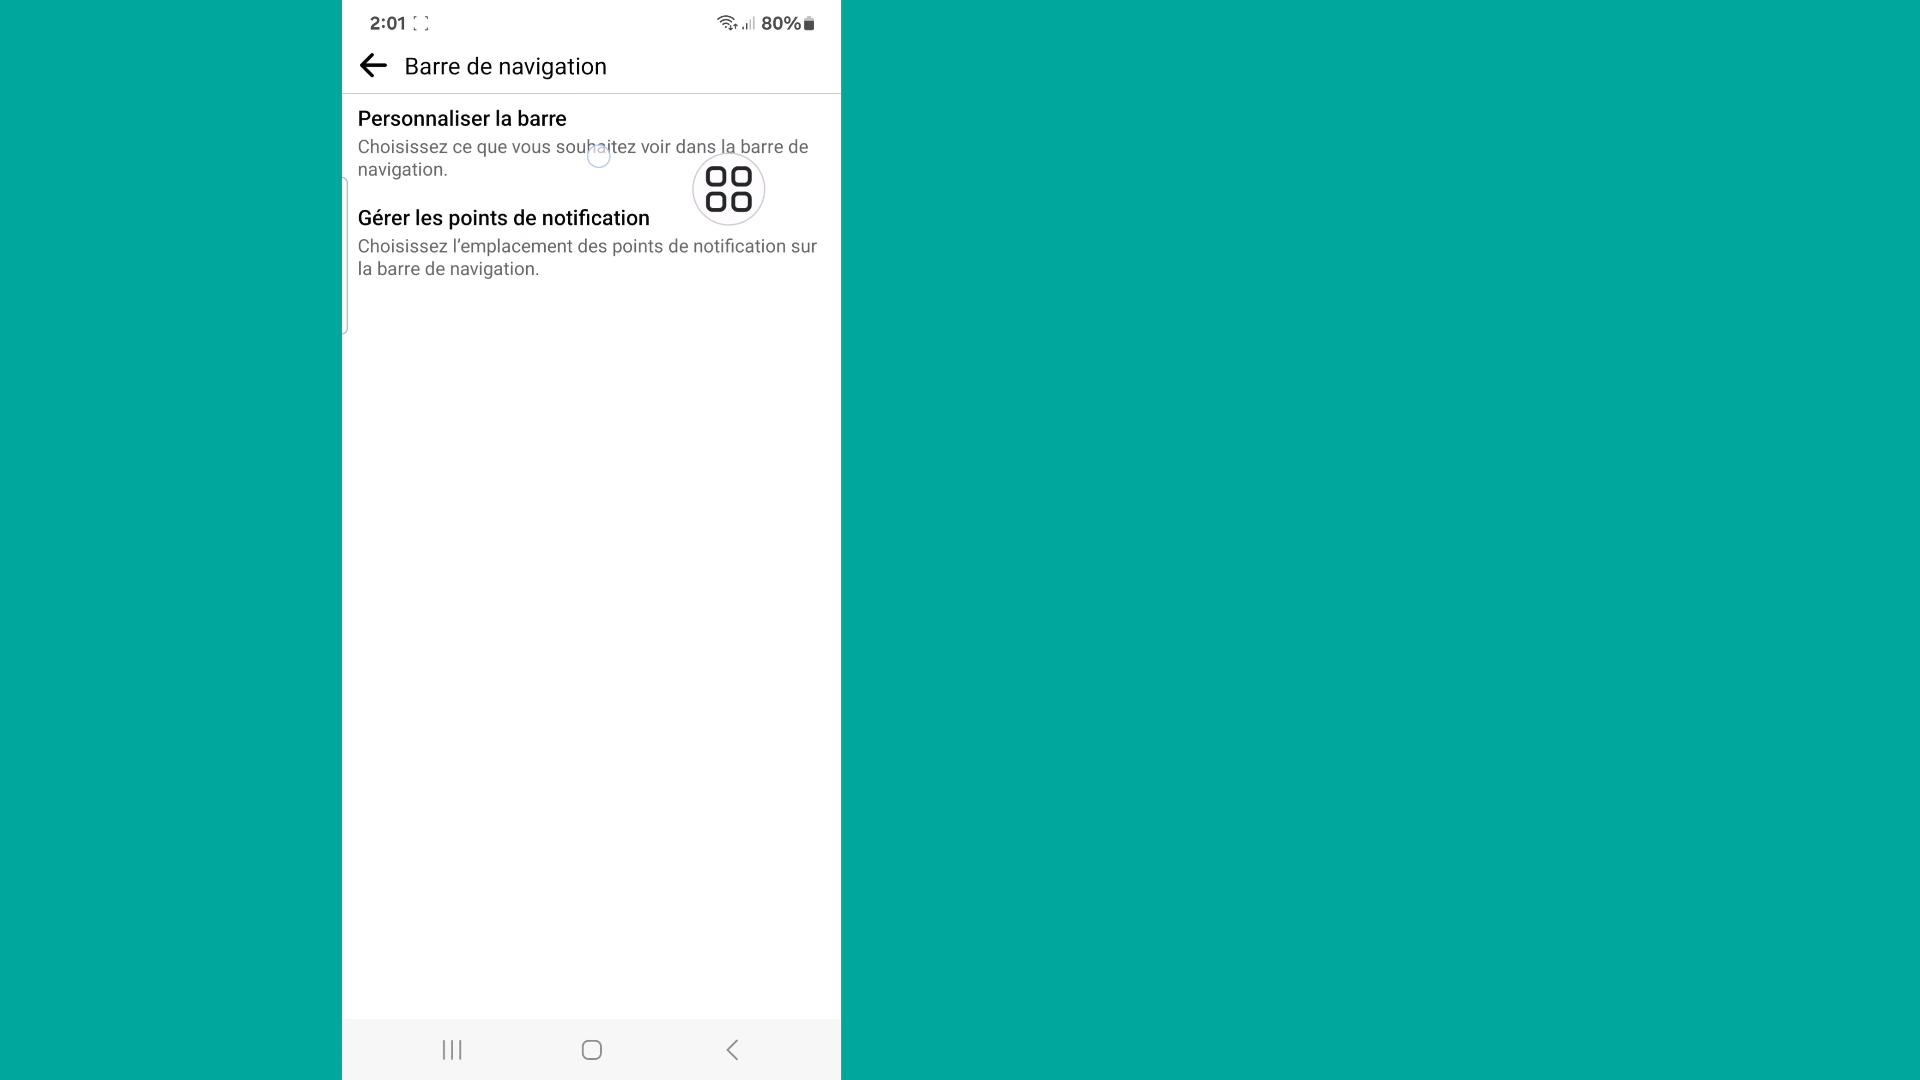 2:01 80%
Barre de navigation
Personnaliser la barre
Choisissez ce que vous souhaitez voir dans la barre de
navigation.
Gérer les points de notification
Choisissez l’emplacement des points de notification sur
la barre de navigation.